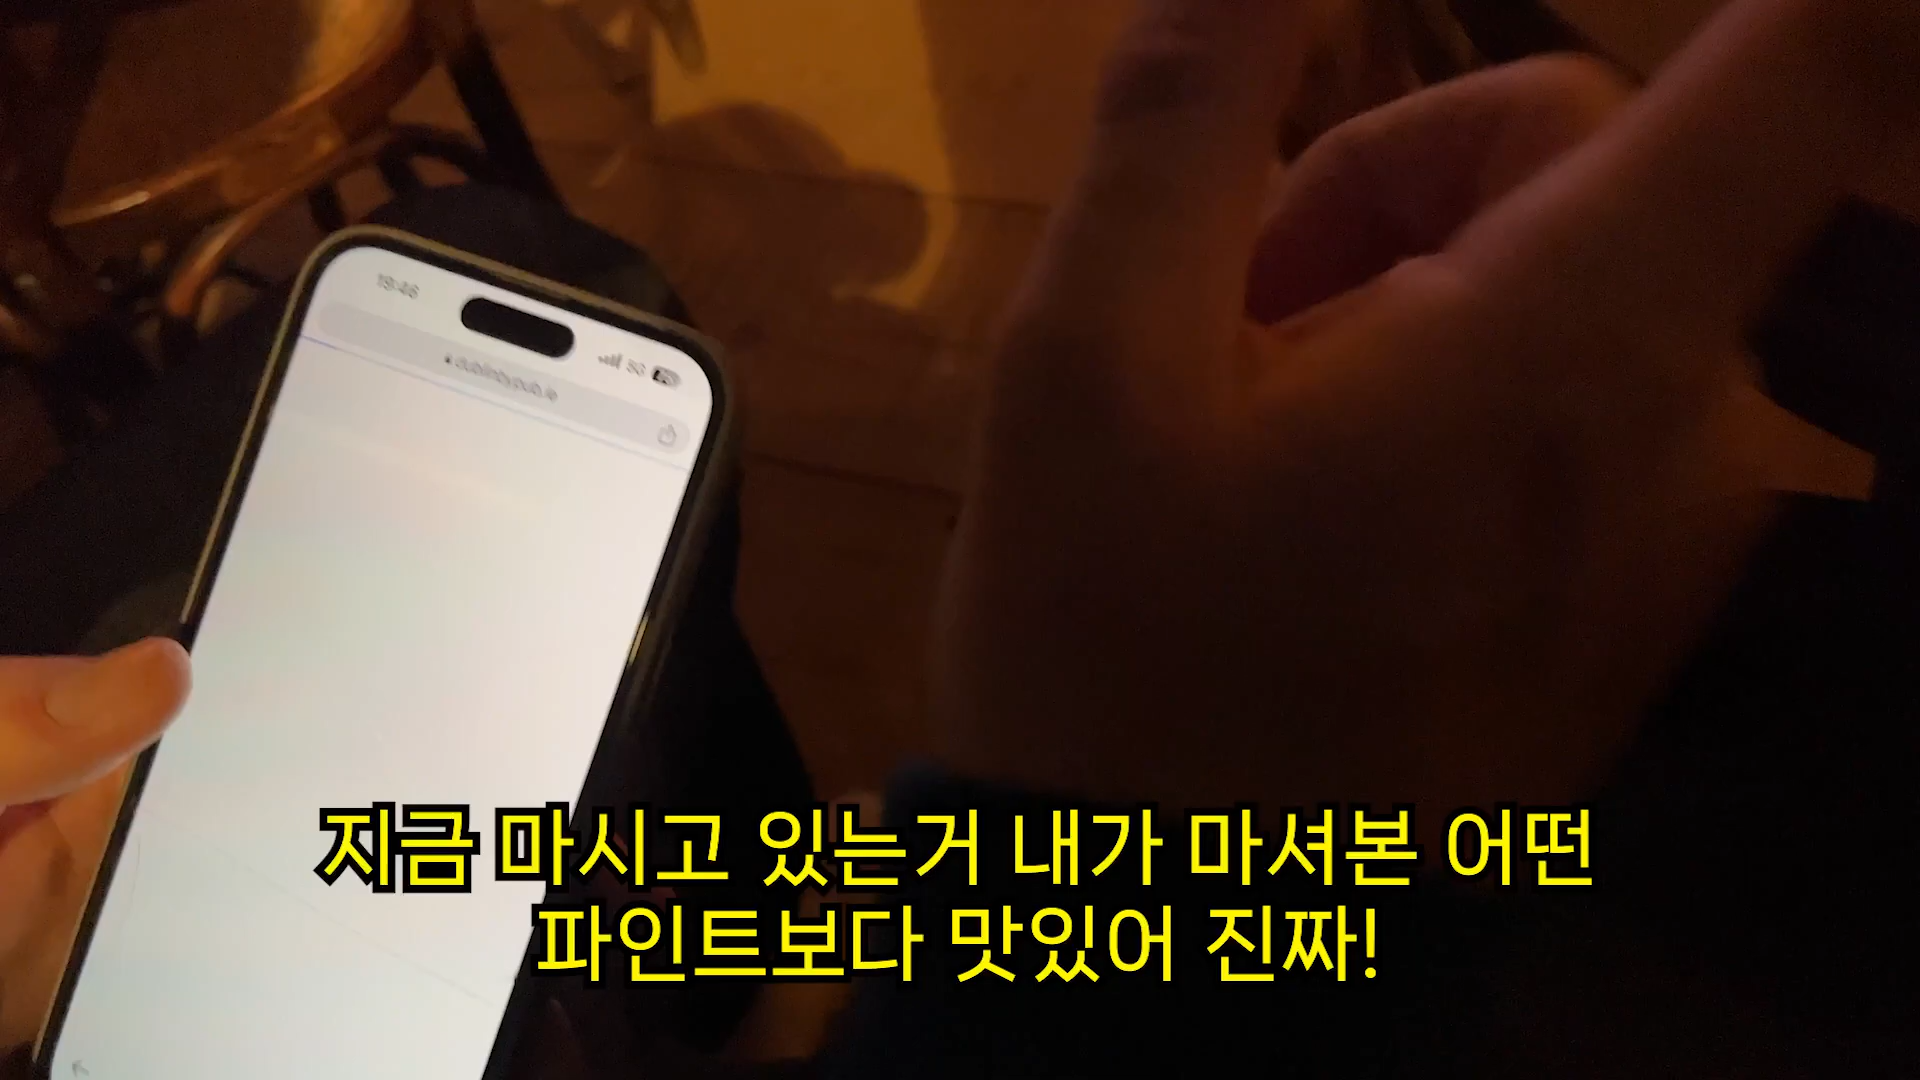 5G
지금 마시고 있는거 내가 마셔본 어떤
파인트보다 맛있어 진짜!